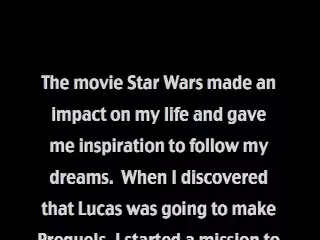 The movie Star Wars made an
impact on my life and gave
me inspiration to follow my
dreams.  When I discovered
that Lucas was going to make
Prequels, I started a mission to